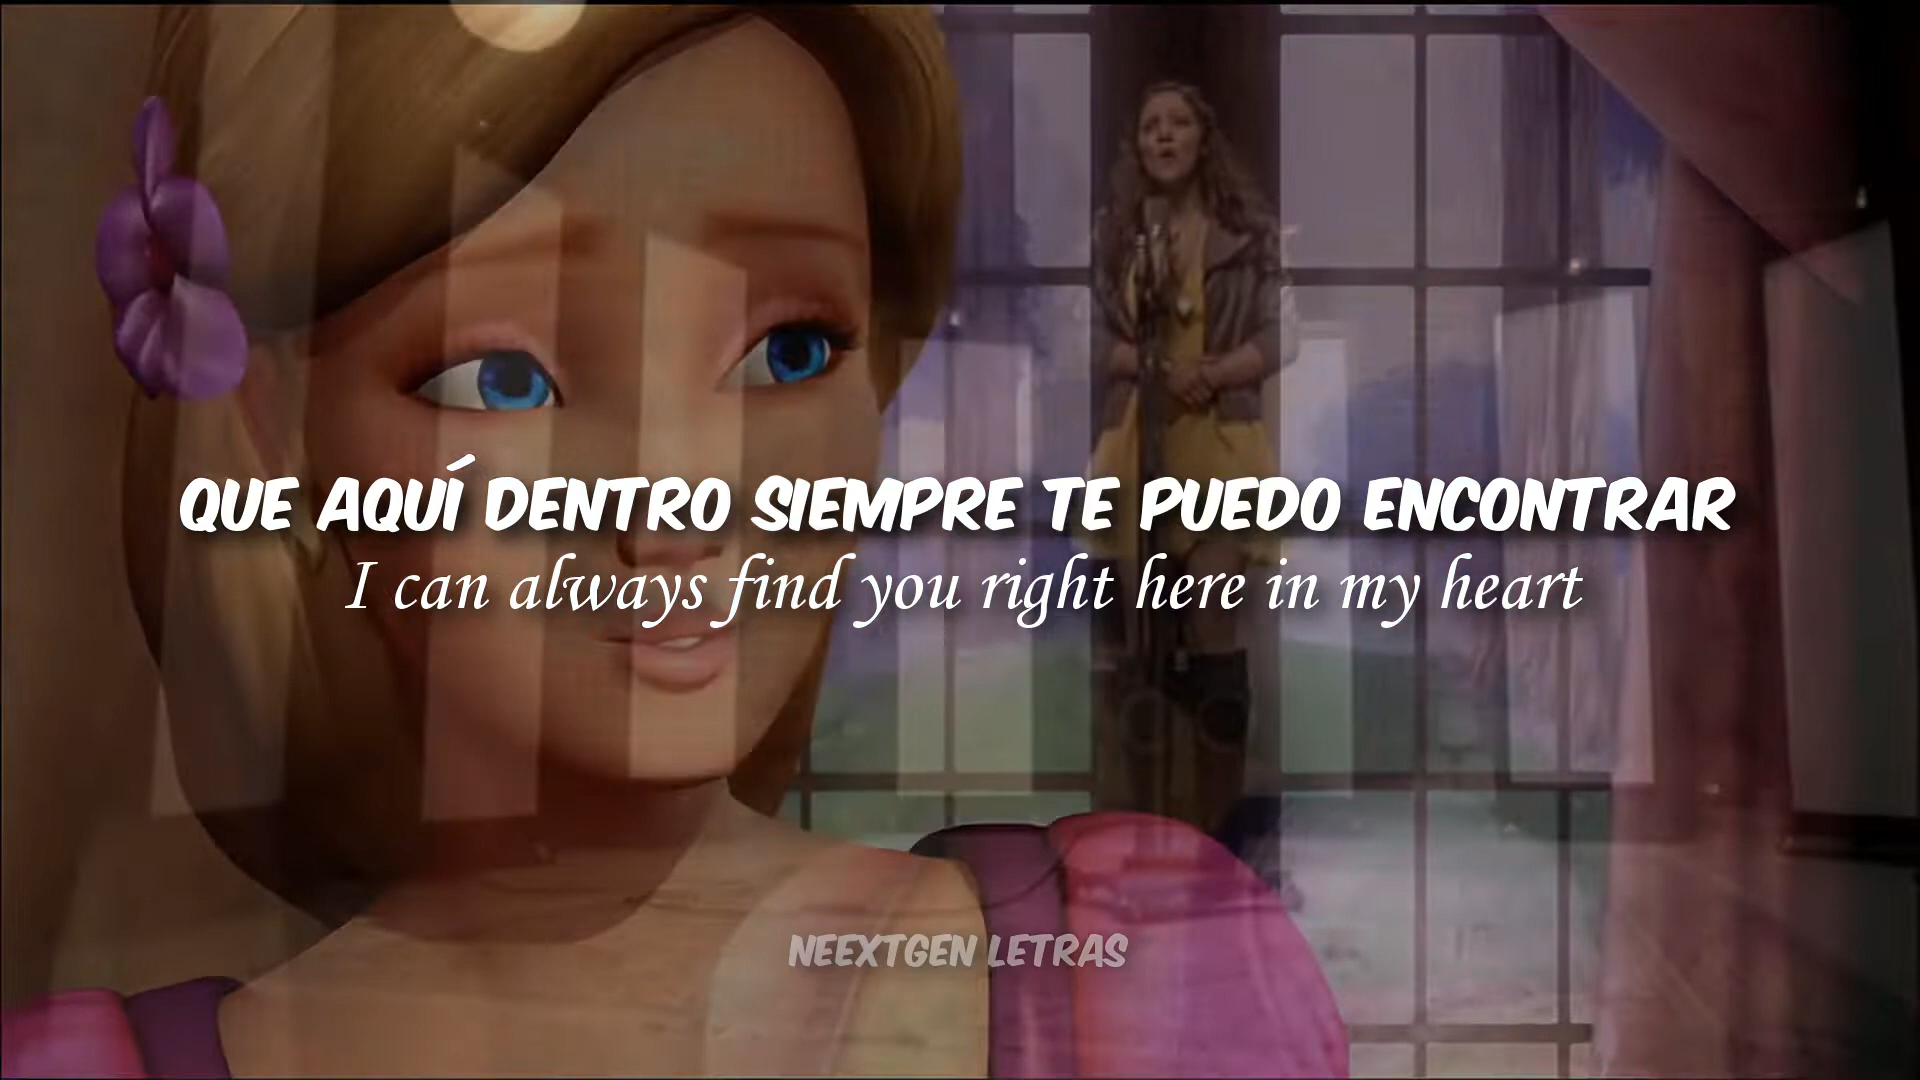 QUE AQUÍ DENTRO SIEMPRE TE PUEDO ENCONTRAR
I can always find you right here in my heart
NEEXTGEN LETRAS